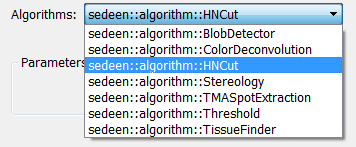 Algorithms: sedeen::algorithm::HNCut
sedeen::algorithm::BlobDetector
sedeen::algorithm::ColorDeconvolution
sedeen::algorithm::HNCut
Parameters
sedeen::algorithm::Stereology
sedeen::algorithm::TMASpotExtraction
sedeen::algorithm::Threshold
sedeen::algorithm::TissueFinder